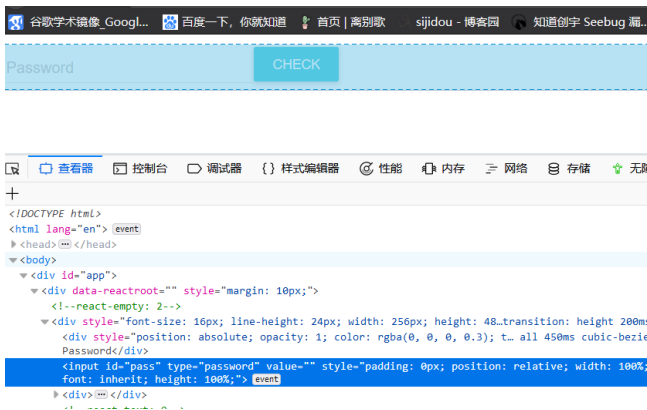 谷歌学术镜像_Googl... 百度一下，你就知道 首页 | 离别歌 sijidou - 博客园 知道创宇 Seebug 漏...
Password CHECK
查看器 控制台 调试器 {} 样式编辑器 性能 内存 网络 存储 无障
+
<!DOCTYPE html>
<html lang="en"> event
<head> ... </head>
<body>
<div id="app">
<div data-reactroot="" style="margin: 10px;">
<!--react-empty: 2-->
<div style="font-size: 16px; line-height: 24px; width: 256px; height: 48…transition: height 200ms
<div style="position: absolute; opacity: 1; color: rgba(0, 0, 0, 0.3); t… all 450ms cubic-bezie
Password</div>
<input id="pass" type="password" value="" style="padding: 0px; position: relative; width: 100%;
font: inherit; height: 100%;"> event
<div> ... </div>
<!--react-text: 8-->